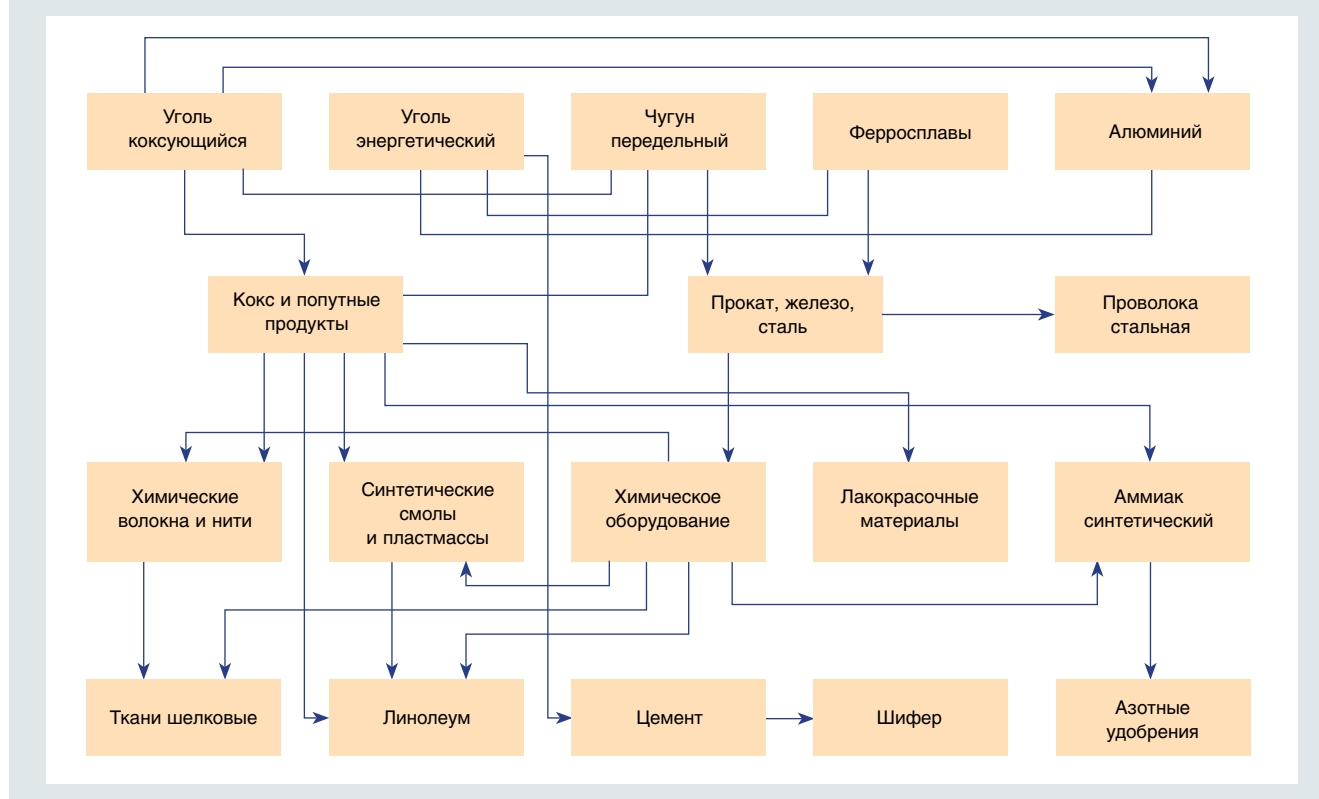 Уголь
коксующийся
Уголь
энергетический
Чугун
передельный
Ферросплавы
Алюминий
Кокс и попутные
продукты
Прокат, железо,
сталь
Проволока
стальная
Химические
волокна и нити
Синтетические
смолы
и пластмассы
Химическое
оборудование
Лакокрасочные
материалы
Аммиак
синтетический
Ткани шелковые
Линолеум
Цемент
Шифер
Азотные
удобрения